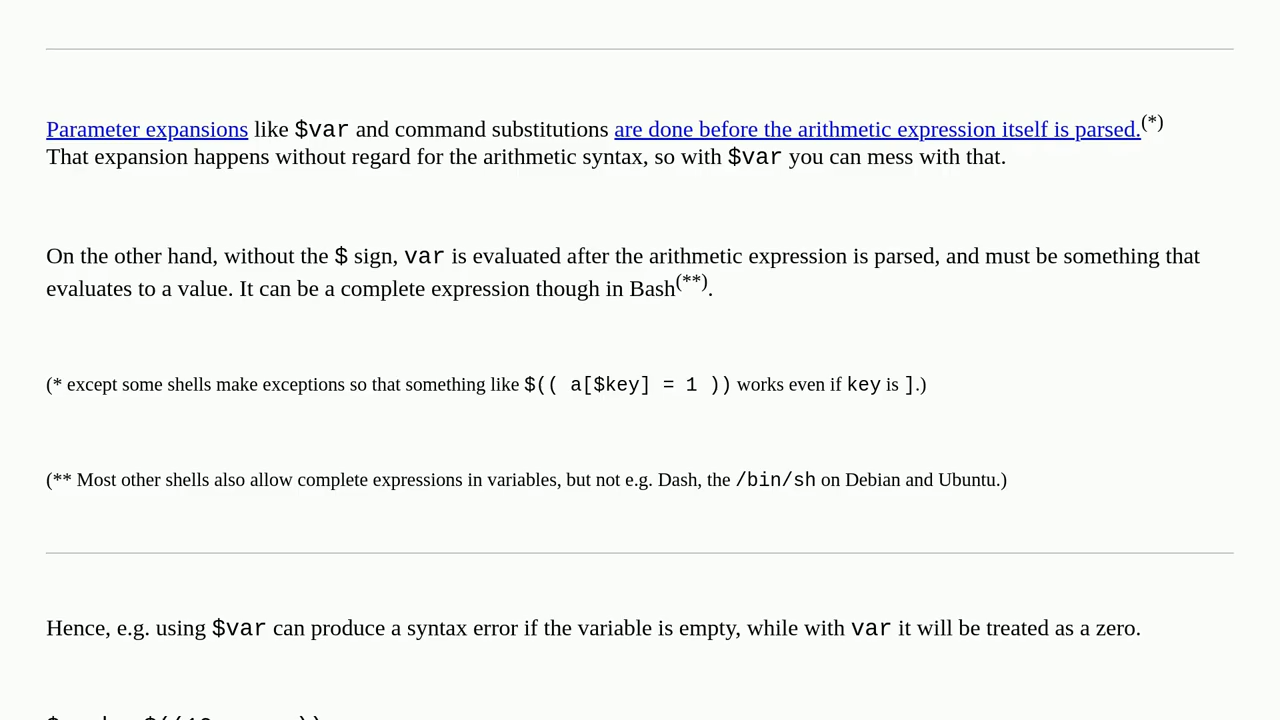 Parameter expansions like $var and command substitutions are done before the arithmetic expression itself is parsed.(*)
That expansion happens without regard for the arithmetic syntax, so with $var you can mess with that.
On the other hand, without the $ sign, var is evaluated after the arithmetic expression is parsed, and must be something that
evaluates to a value. It can be a complete expression though in Bash(**).
(* except some shells make exceptions so that something like $(( a[$key] = 1 )) works even if key is ].)
(** Most other shells also allow complete expressions in variables, but not e.g. Dash, the /bin/sh on Debian and Ubuntu.)
Hence, e.g. using $var can produce a syntax error if the variable is empty, while with var it will be treated as a zero.